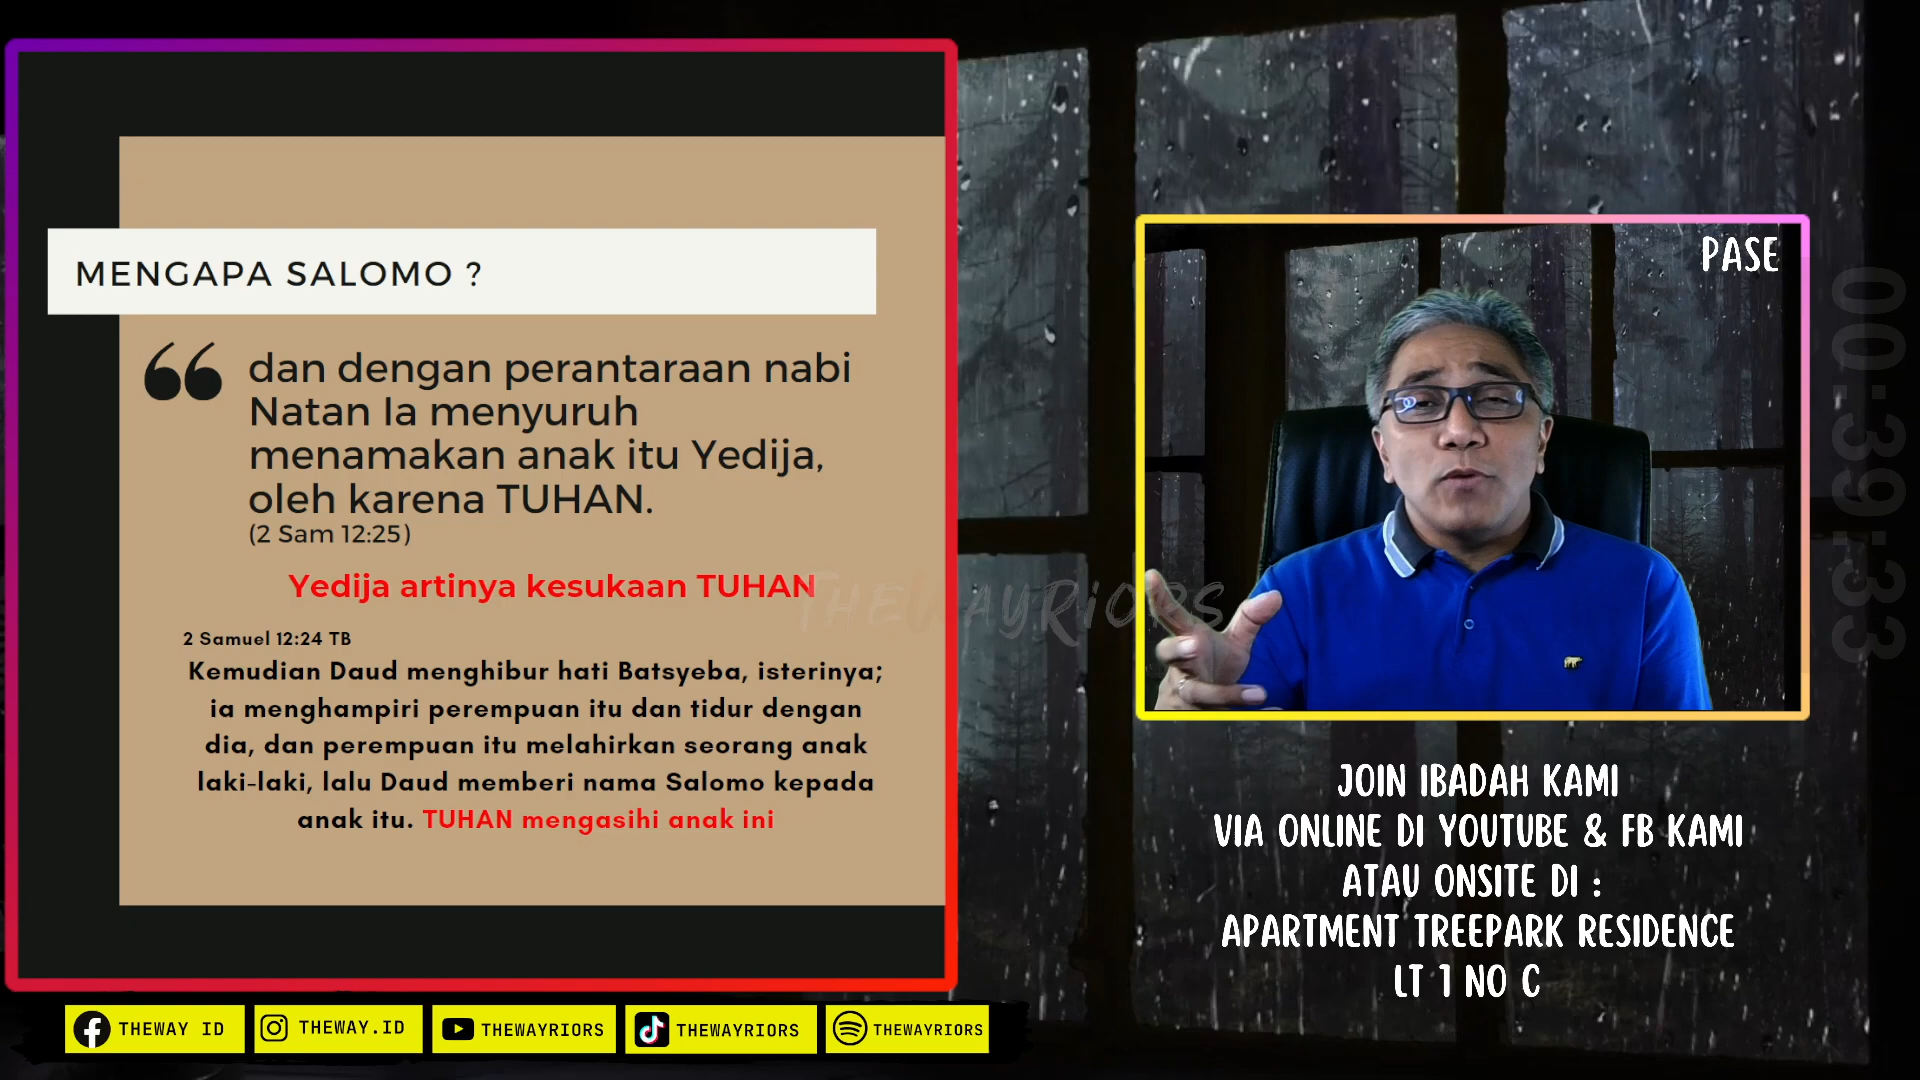 MENGAPA SALOMO ?
dan dengan perantaraan nabi
Natan Ia menyuruh
menamakan anak itu Yedija,
oleh karena TUHAN.
(2 Sam 12:25)
Yedija artinya kesukaan TUHAN
2 Samuel 12:24 TB
Kemudian Daud menghibur hati Batsyeba, isterinya;
ia menghampiri perempuan itu dan tidur dengan
dia, dan perempuan itu melahirkan seorang anak
laki-laki, lalu Daud memberi nama Salomo kepada
anak itu. TUHAN mengasihi anak ini
THEWAYRIORS
PASE
00:39:33
JOIN IBADAH KAMI
VIA ONLINE DI YOUTUBE & FB KAMI
ATAU ONSITE DI :
APARTMENT TREEPARK RESIDENCE
LT 1 NO C
THEWAY ID
THEWAY.ID
THEWAYRIORS
THEWAYRIORS
THEWAYRIORS